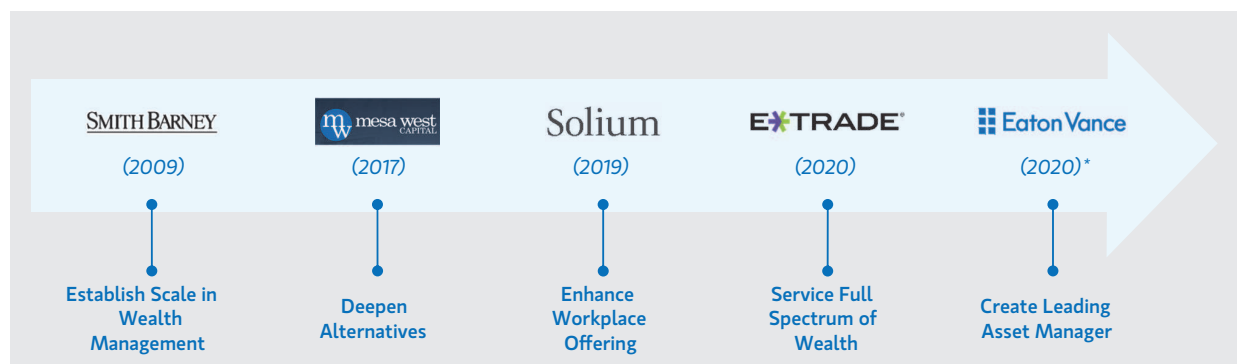 SMITH BARNEY
mw mesa west
CAPITAL
Solium
E*TRADE®
Eaton Vance
(2009)
(2017)
(2019)
(2020)
(2020)*
Establish Scale in
Wealth
Management
Deepen
Alternatives
Enhance
Workplace
Offering
Service Full
Spectrum of
Wealth
Create Leading
Asset Manager